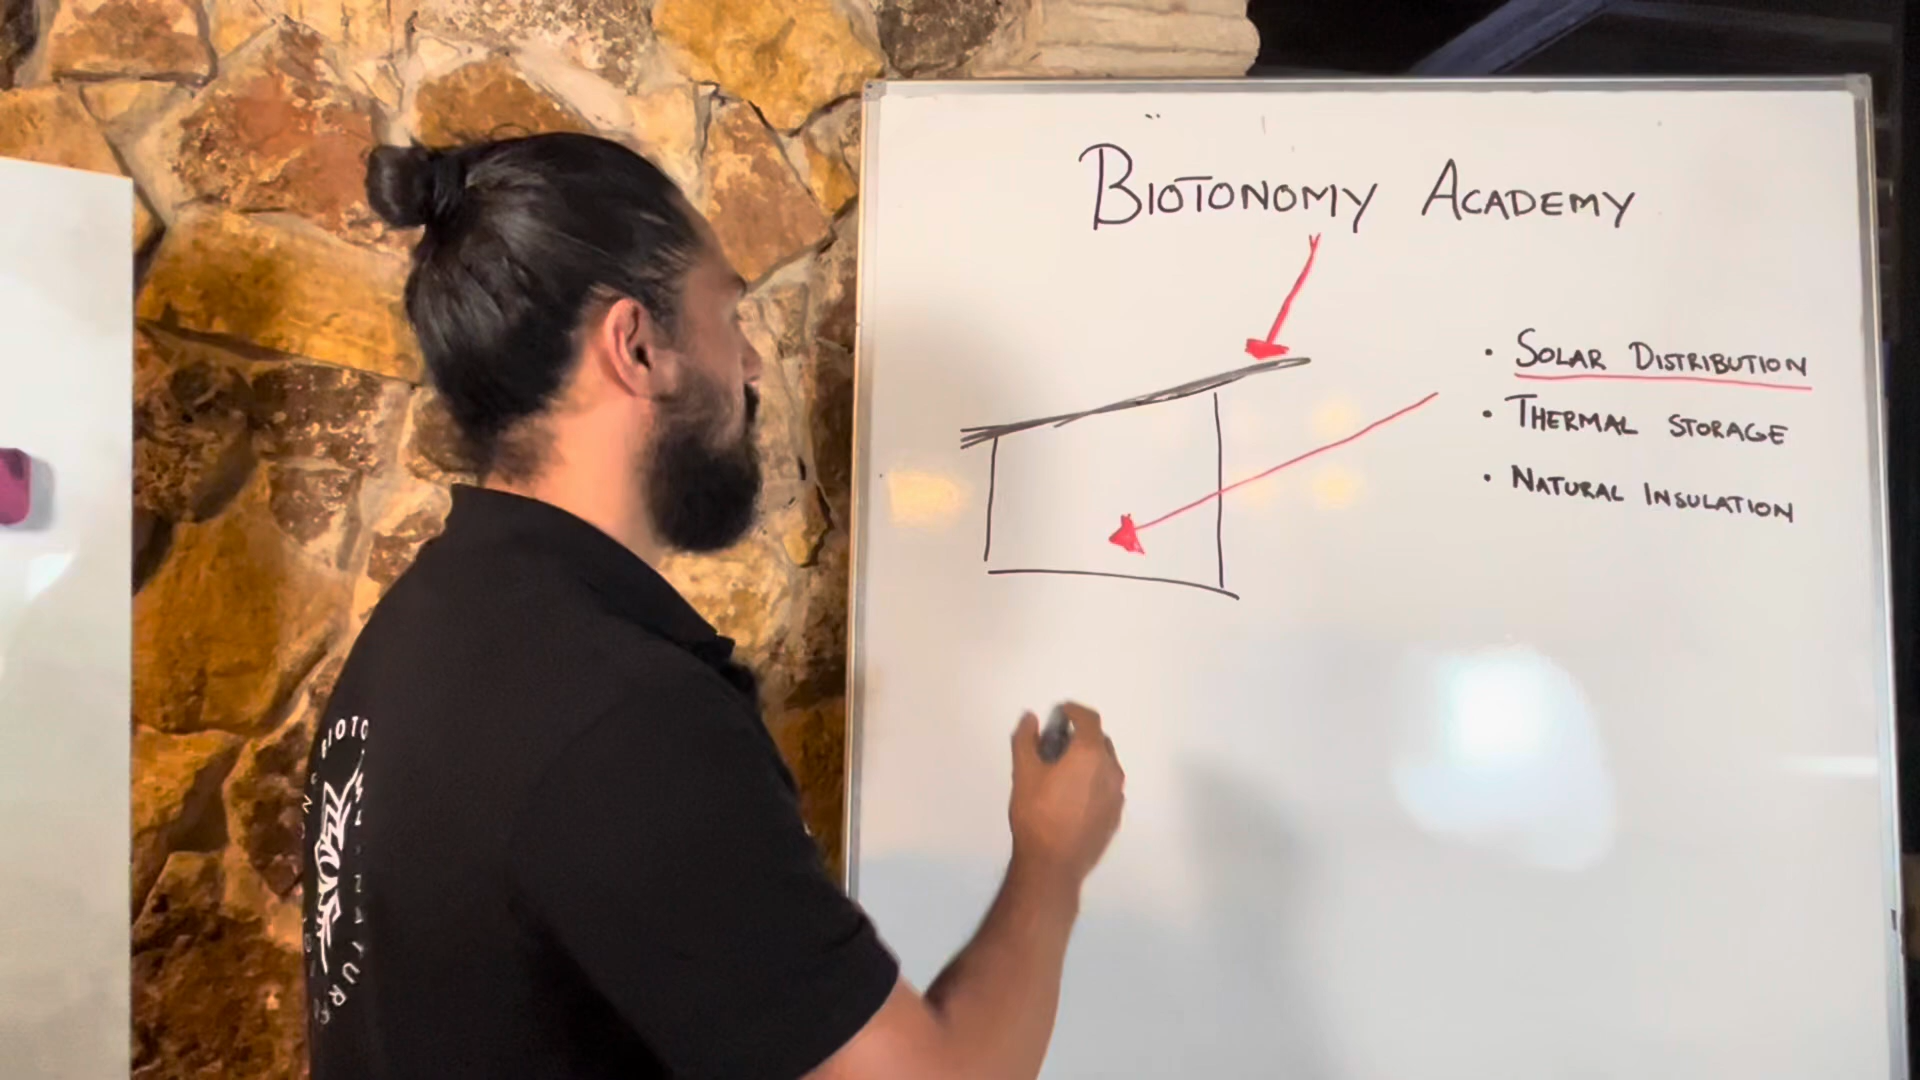 BIOTONOMY ACADEMY
• SOLAR DISTRIBUTION
• THERMAL STORAGE
• NATURAL INSULATION